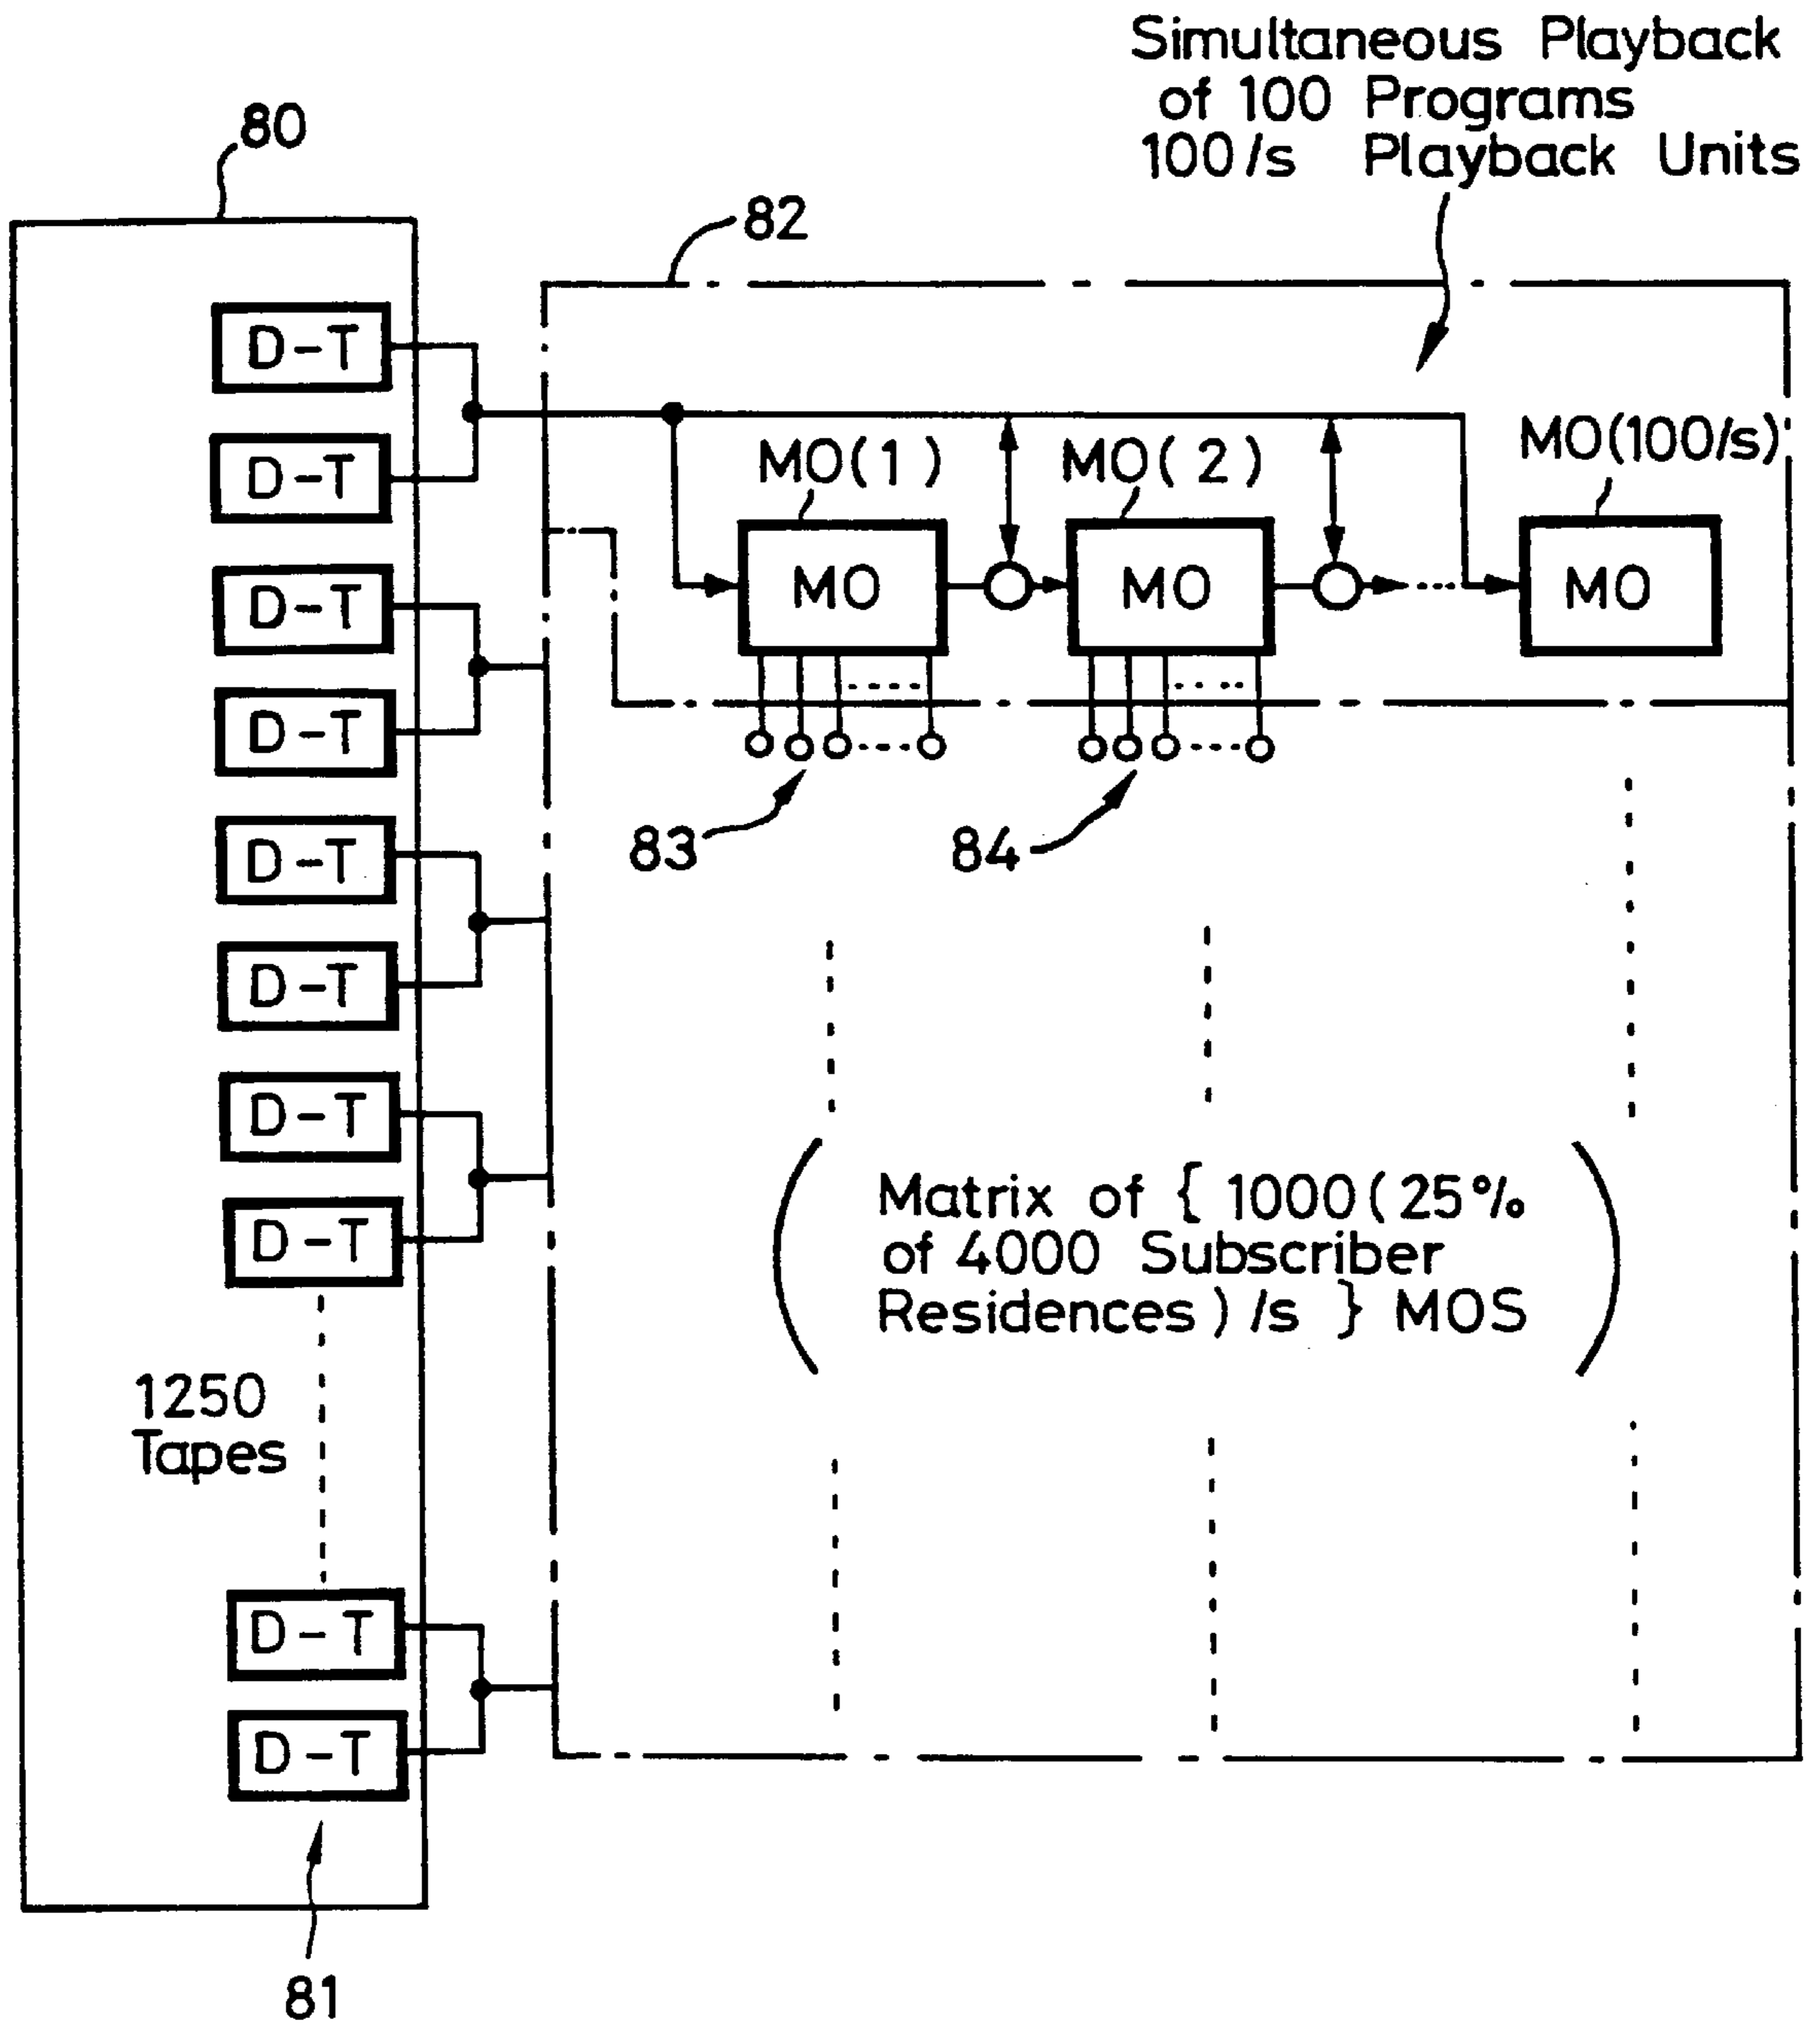 Simultaneous Playback
of 100 Programs
100/s Playback Units
80
82
D-T
D-T
D-T
D-T
D-T
D-T
D-T
D-T
D-T
D-T
MO(1)
MO(2)
MO(100/s)
MO
MO
MO
83
84
Matrix of { 1000(25%
of 4000 Subscriber
Residences)/s } MOS
1250
Tapes
81